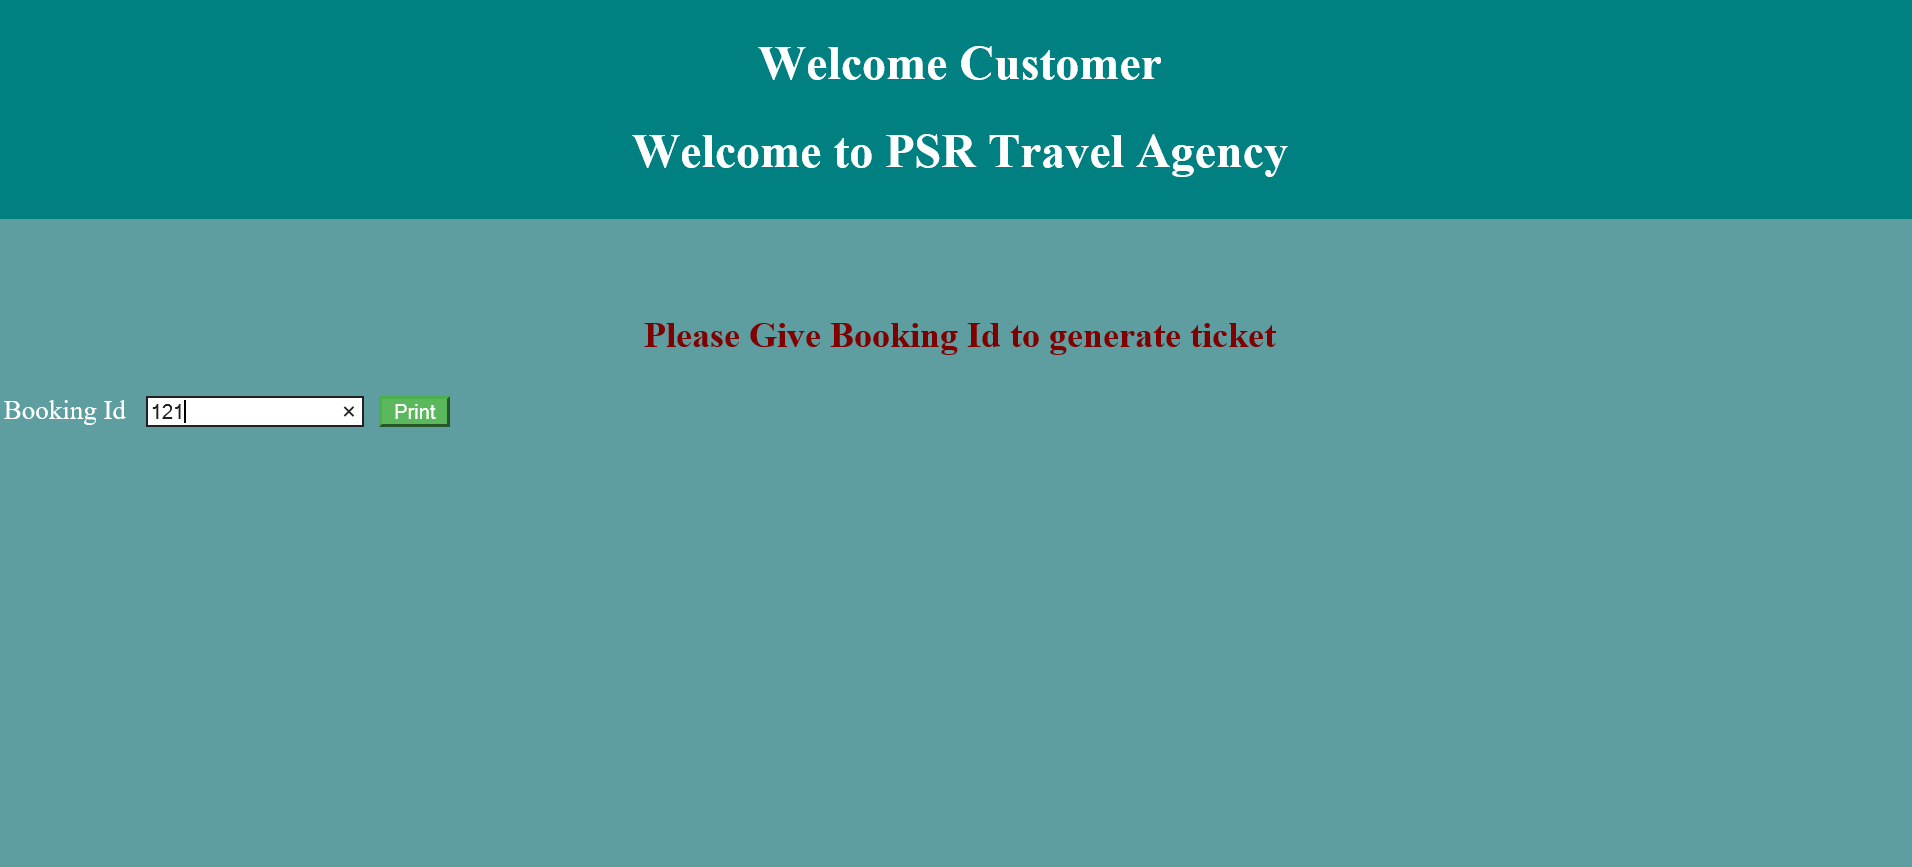 Welcome Customer
Welcome to PSR Travel Agency
Please Give Booking Id to generate ticket
Booking Id 121 × Print